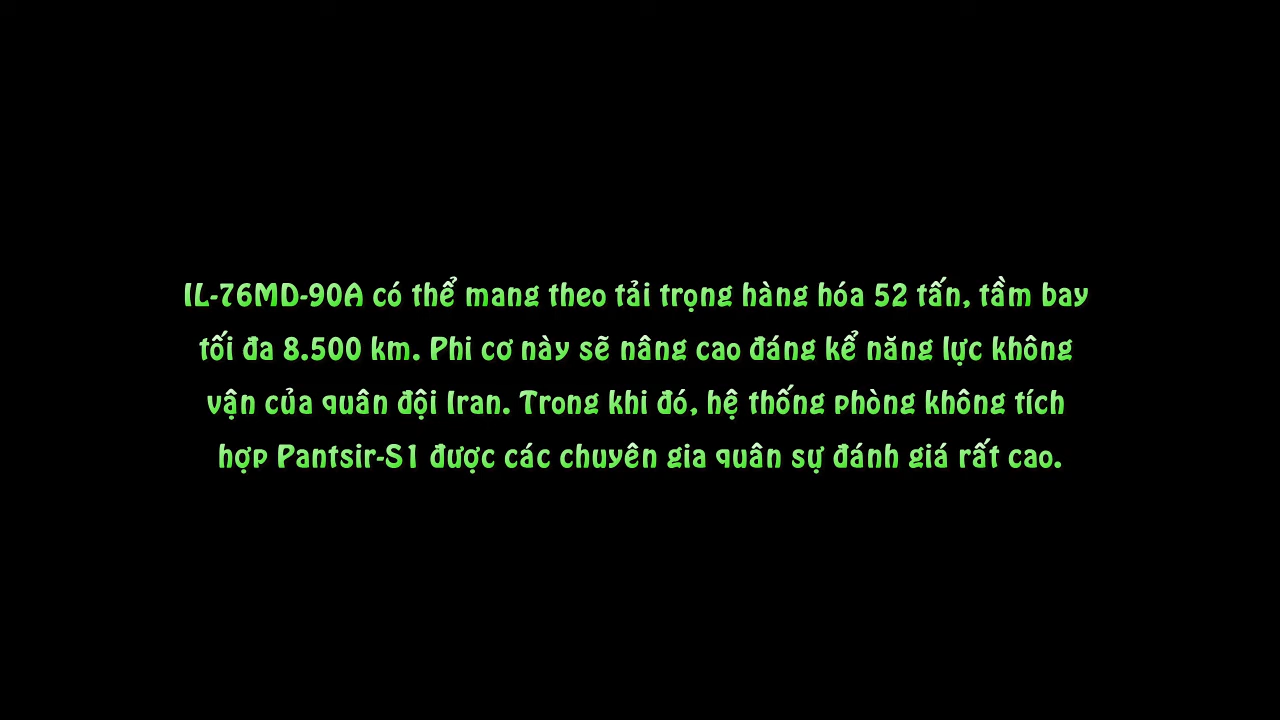 IL-76MD-90A có thể mang theo tải trọng hàng hóa 52 tấn, tầm bay
tối đa 8.500 km. Phi cơ này sẽ nâng cao đáng kể năng lực không
vận của quân đội Iran. Trong khi đó, hệ thống phòng không tích
hợp Pantsir-S1 được các chuyên gia quân sự đánh giá rất cao.